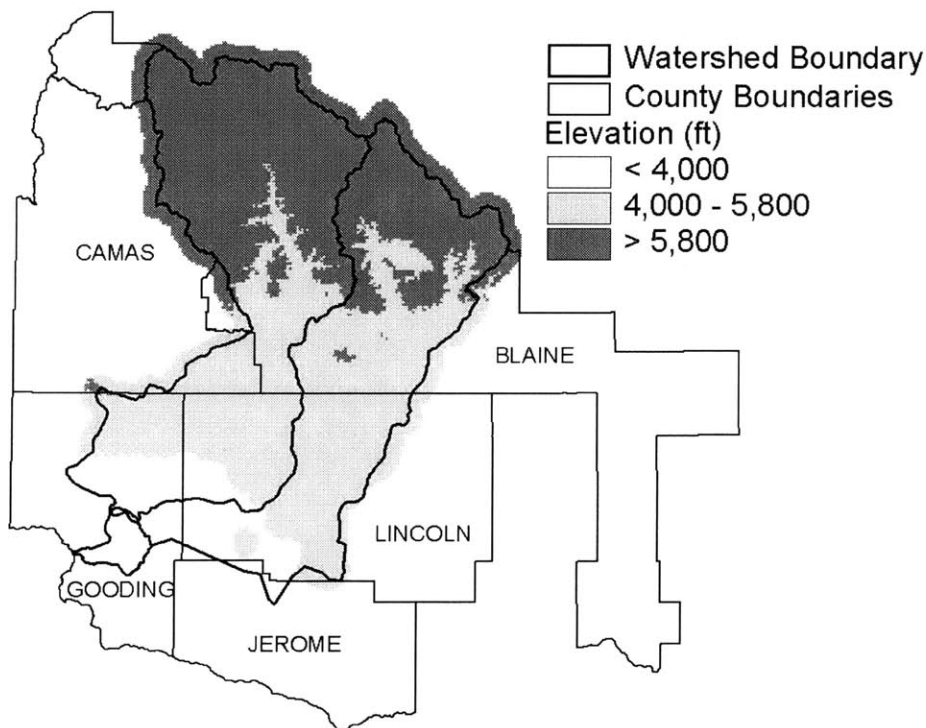 Watershed Boundary
County Boundaries
Elevation (ft)
< 4,000
4,000 - 5,800
> 5,800
CAMAS
BLAINE
LINCOLN
GOODING
JEROME